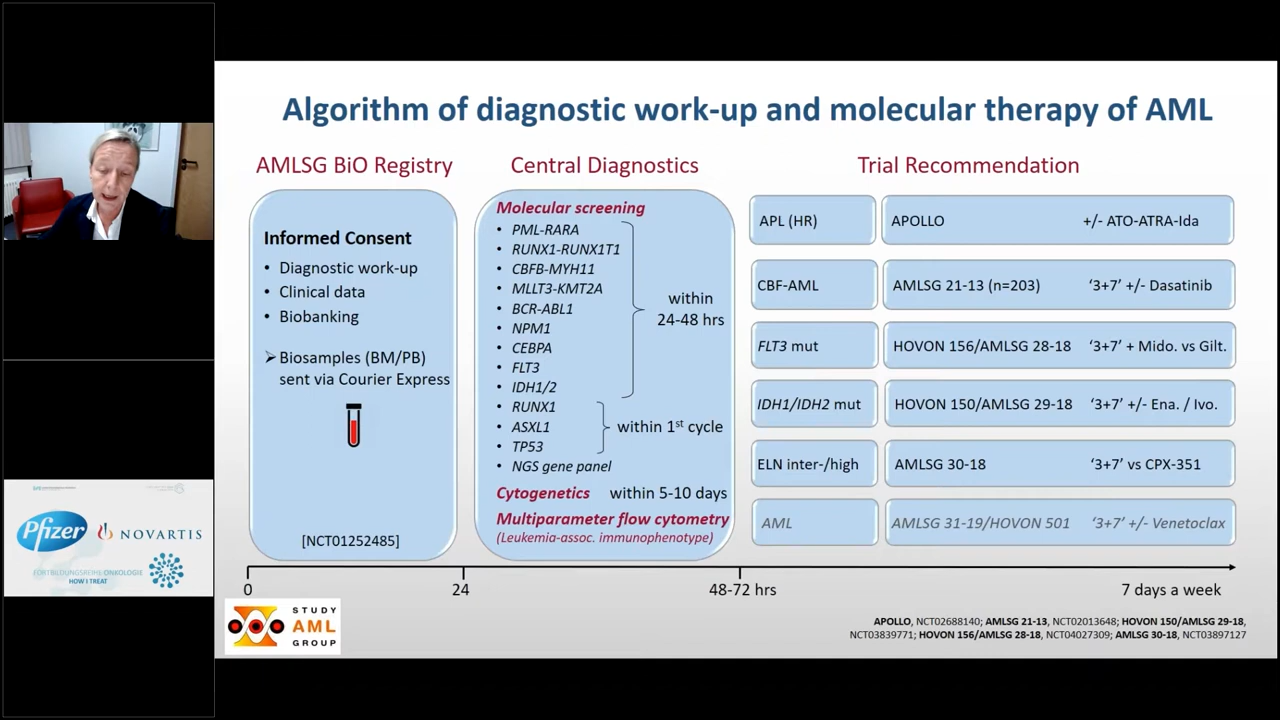 Algorithm of diagnostic work-up and molecular therapy of AML
AMLSG BiO Registry
Informed Consent
• Diagnostic work-up
• Clinical data
• Biobanking
➢ Biosamples (BM/PB)
sent via Courier Express
[NCT01252485]
Central Diagnostics
Molecular screening
• PML-RARA
• RUNX1-RUNX1T1
• CBFB-MYH11
• MLLT3-KMT2A
• BCR-ABL1
• NPM1
• CEBPA
• FLT3
• IDH1/2
within
24-48 hrs
• RUNX1
• ASXL1
• TP53
within 1st cycle
• NGS gene panel
Cytogenetics within 5-10 days
Multiparameter flow cytometry
(Leukemia-assoc. immunophenotype)
Trial Recommendation
APL (HR) APOLLO +/- ATO-ATRA-Ida
CBF-AML AMLSG 21-13 (n=203) ‘3+7’ +/- Dasatinib
FLT3 mut HOVON 156/AMLSG 28-18 ‘3+7’ + Mido. vs Gilt.
IDH1/IDH2 mut HOVON 150/AMLSG 29-18 ‘3+7’ +/- Ena. / Ivo.
ELN inter-/high AMLSG 30-18 ‘3+7’ vs CPX-351
AML AMLSG 31-19/HOVON 501 ‘3+7’ +/- Venetoclax
0 24 48-72 hrs 7 days a week
STUDY
AML
GROUP
APOLLO, NCT02688140; AMLSG 21-13, NCT02013648; HOVON 150/AMLSG 29-18,
NCT03839771; HOVON 156/AMLSG 28-18, NCT04027309; AMLSG 30-18, NCT03897127
Pfizer
NOVARTIS
FORTBILDUNGSREIHE ONKOLOGIE
HOW I TREAT